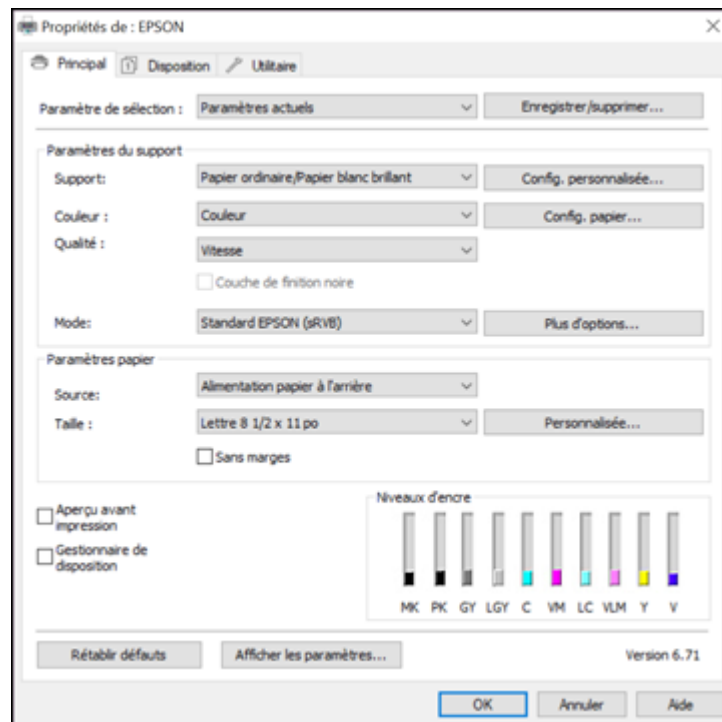 Propriétés de : EPSON
Principal
Disposition
Utilitaire
Paramètre de sélection :
Paramètres actuels
Enregistrer/supprimer...
Paramètres du support
Support:
Papier ordinaire/Papier blanc brillant
Config. personnalisée...
Couleur :
Couleur
Config. papier...
Qualité :
Vitesse
Couche de finition noire
Mode:
Standard EPSON (sRVB)
Plus d'options...
Paramètres papier
Source:
Alimentation papier à l'arrière
Taille :
Lettre 8 1/2 x 11 po
Personnalisée...
Sans marges
Aperçu avant
impression
Gestionnaire de
disposition
Niveaux d'encre
MK PK GY LGY C VM LC VLM Y V
Rétablir défauts
Afficher les paramètres...
Version 6.71
OK
Annuler
Aide